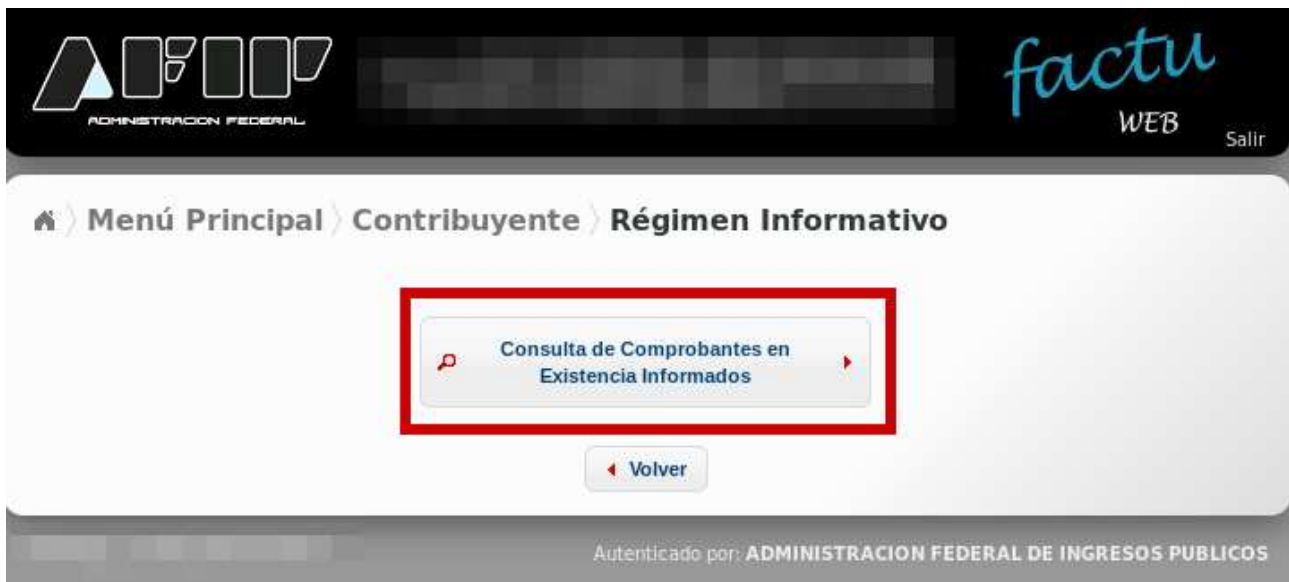 AFIP
ADMINISTRACION FEDERAL
factu
WEB
Salir
Menú Principal Contribuyente Régimen Informativo
Consulta de Comprobantes en
Existencia Informados
Volver
Autenticado por: ADMINISTRACION FEDERAL DE INGRESOS PUBLICOS